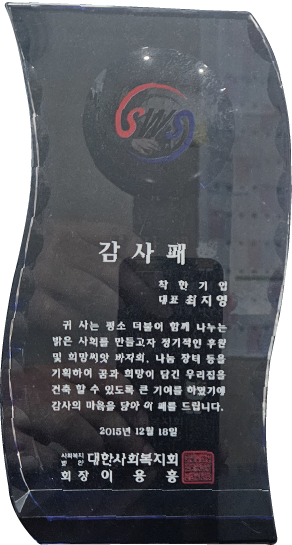 SWS
감사패
착한기업
대표 최지영
귀 사는 평소 더불어 함께 나누는
밝은 사회를 만들고자 정기적인 후원
및 희망씨앗 바자회, 나눔 장터 등을
기획하여 꿈과 희망이 담긴 우리집을
건축 할 수 있도록 큰 기여를 하였기에
감사의 마음을 담아 이 패를 드립니다.
2015년 12월 18일
사회복지법인 대한사회복지회
회장 이용흥